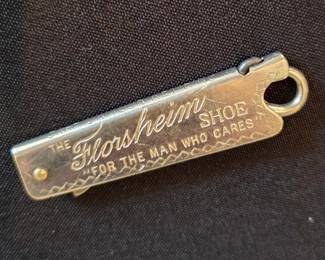 THE Florsheim SHOE
"FOR THE MAN WHO CARES"